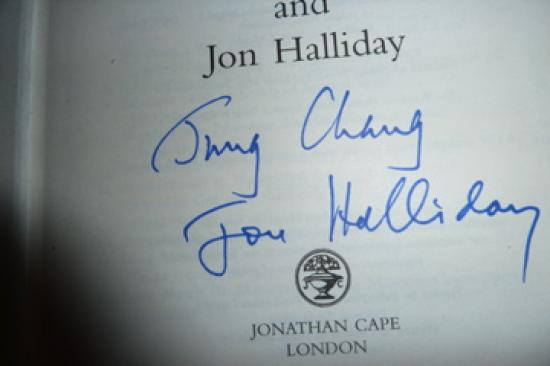 and
Jon Halliday
Jung Chang
Jon Halliday
JONATHAN CAPE
LONDON